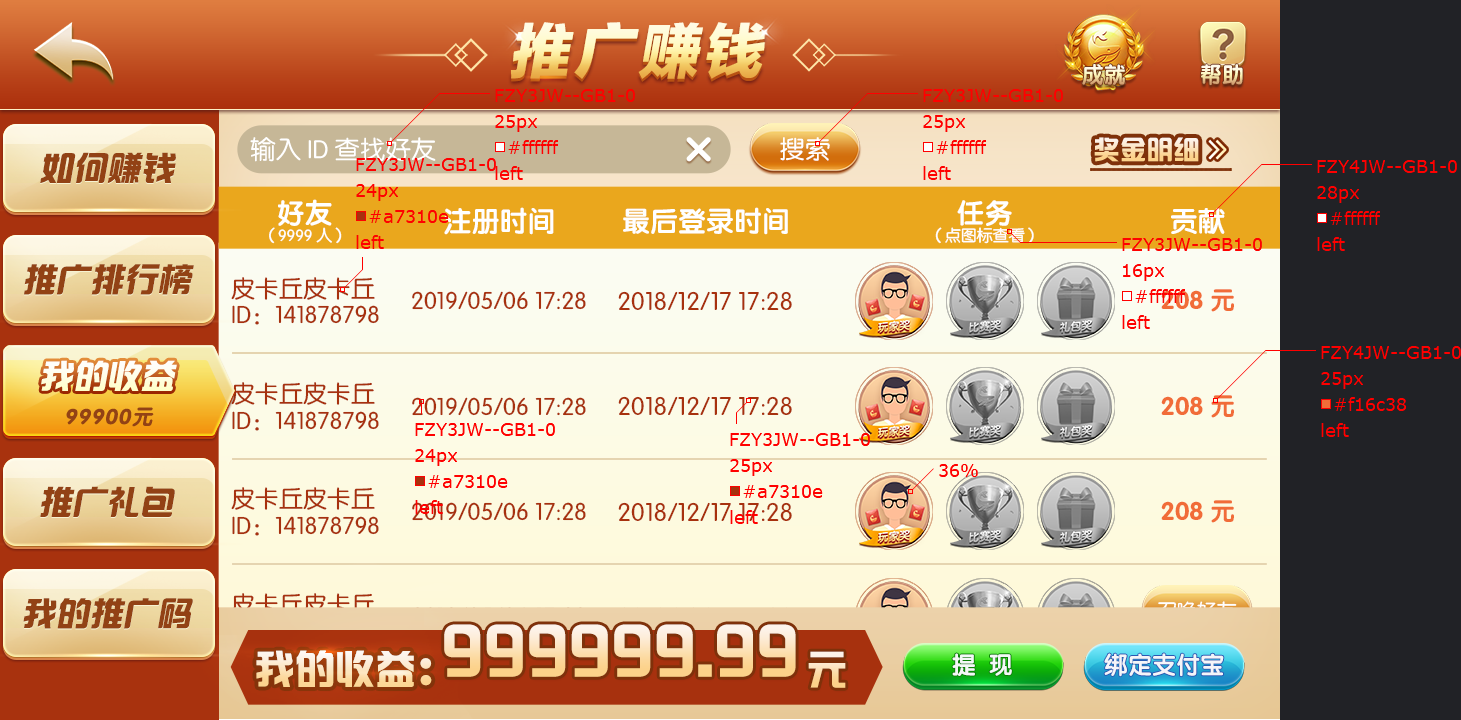 推广赚钱
成就
帮助
如何赚钱
推广排行榜
我的收益
99900元
推广礼包
我的推广码
输入 ID 查找好友
搜索
奖金明细
FZY3JW--GB1-0
25px
#ffffff
left
FZY3JW--GB1-0
25px
#ffffff
left
FZY3JW--GB1-0
24px
#a7310e
left
FZY4JW--GB1-0
28px
#ffffff
left
好友
（9999 人）
注册时间
最后登录时间
任务
（点图标查看）
贡献
FZY3JW--GB1-0
16px
#ffffff
left
皮卡丘皮卡丘
ID：141878798
2019/05/06 17:28
2018/12/17 17:28
玩家奖
比赛奖
礼包奖
208 元
FZY4JW--GB1-0
25px
#f16c38
left
皮卡丘皮卡丘
ID：141878798
2019/05/06 17:28
2018/12/17 17:28
玩家奖
比赛奖
礼包奖
208 元
FZY3JW--GB1-0
24px
#a7310e
left
FZY3JW--GB1-0
25px
#a7310e
left
36%
皮卡丘皮卡丘
ID：141878798
2019/05/06 17:28
2018/12/17 17:28
玩家奖
比赛奖
礼包奖
208 元
皮卡丘皮卡丘
召唤好友
我的收益:999999.99元
提 现
绑定支付宝